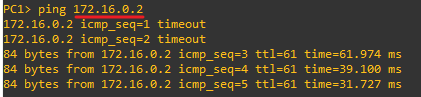 PC1> ping 172.16.0.2
172.16.0.2 icmp_seq=1 timeout
172.16.0.2 icmp_seq=2 timeout
84 bytes from 172.16.0.2 icmp_seq=3 ttl=61 time=61.974 ms
84 bytes from 172.16.0.2 icmp_seq=4 ttl=61 time=39.100 ms
84 bytes from 172.16.0.2 icmp_seq=5 ttl=61 time=31.727 ms